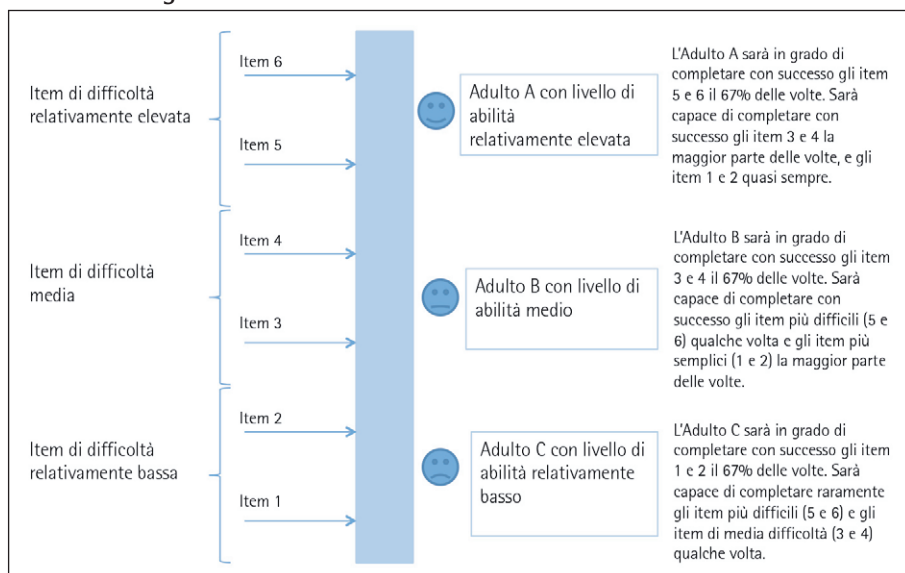 Item di difficoltà
relativamente elevata
Item 6
Item 5
Adulto A con livello di
abilità
relativamente elevata
L'Adulto A sarà in grado di
completare con successo gli item
5 e 6 il 67% delle volte. Sarà
capace di completare con
successo gli item 3 e 4 la
maggior parte delle volte, e gli
item 1 e 2 quasi sempre.
Item di difficoltà
media
Item 4
Item 3
Adulto B con livello di
abilità medio
L'Adulto B sarà in grado di
completare con successo gli item
3 e 4 il 67% delle volte. Sarà
capace di completare con
successo gli item più difficili (5 e
6) qualche volta e gli item più
semplici (1 e 2) la maggior parte
delle volte.
Item di difficoltà
relativamente bassa
Item 2
Item 1
Adulto C con livello di
abilità relativamente
basso
L'Adulto C sarà in grado di
completare con successo gli item
1 e 2 il 67% delle volte. Sarà
capace di completare raramente
gli item più difficili (5 e 6) e gli
item di media difficoltà (3 e 4)
qualche volta.